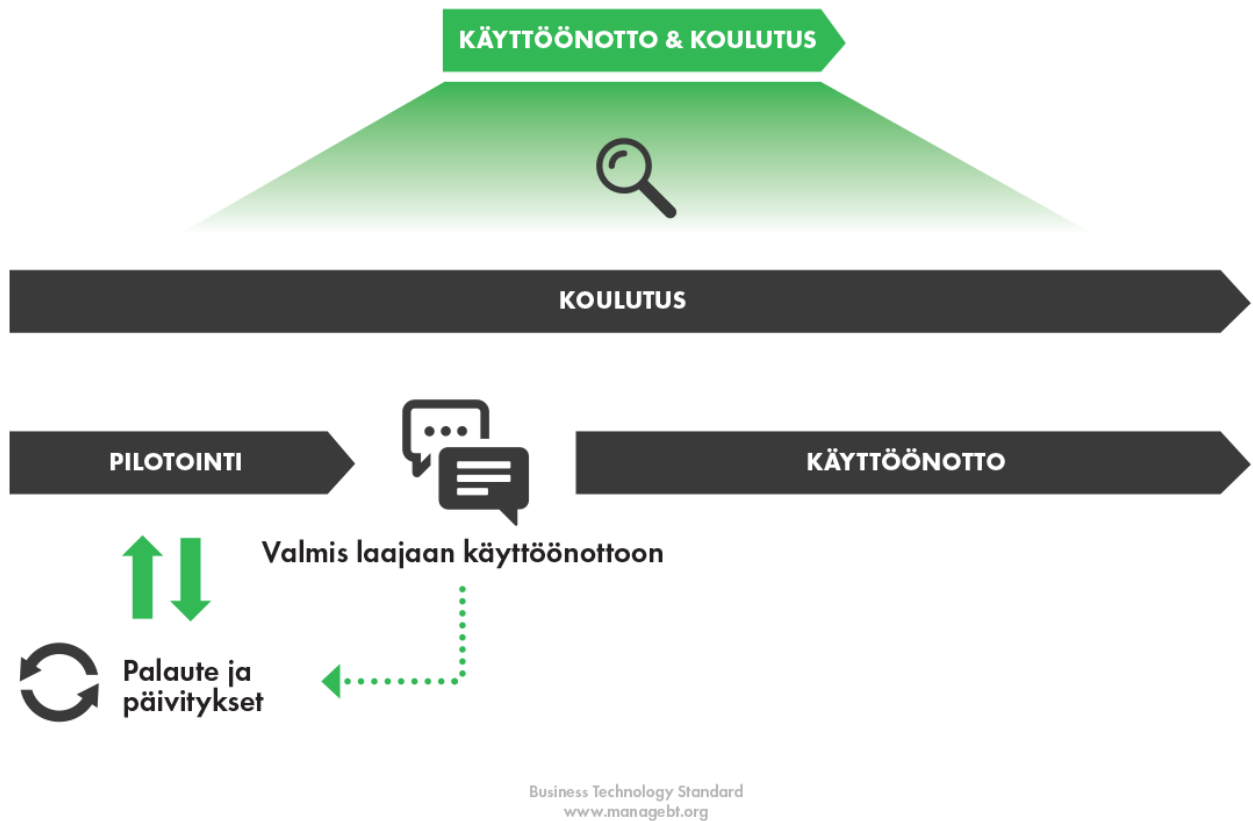 KÄYTTÖÖNOTTO & KOULUTUS
KOULUTUS
PILOTOINTI
KÄYTTÖÖNOTTO
Valmis laajaan käyttöönottoon
Palaute ja
päivitykset
Business Technology Standard
www.managebt.org